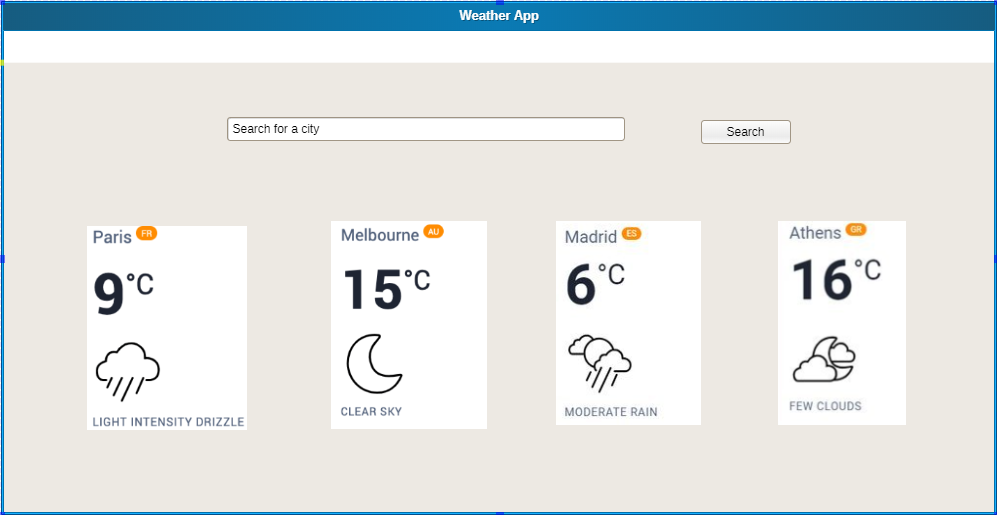 Weather App
Search for a city
Search
Paris FR
9°C
LIGHT INTENSITY DRIZZLE
Melbourne AU
15°C
CLEAR SKY
Madrid ES
6°C
MODERATE RAIN
Athens GR
16°C
FEW CLOUDS